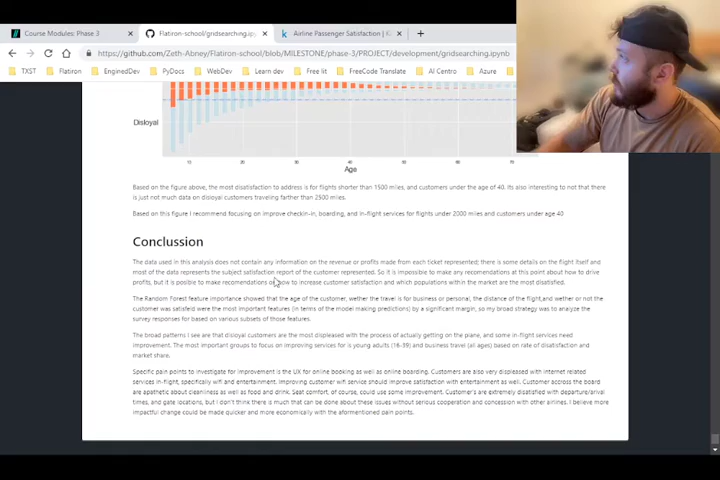 Course Modules: Phase 3
Flatiron-school/gridsearching.ipy
Airline Passenger Satisfaction | K
https://github.com/Zeth-Abney/Flatiron-school/blob/MILESTONE/phase-3/PROJECT/development/gridsearching.ipynb
TXST
Flatiron
EnginedDev
PyDocs
WebDev
Learn dev
Free lit
FreeCode Translate
AI Centro
Azure
Disloyal
10 20 30 40 50 60 70
Age
Based on the figure above, the most disatisfaction to address is for flights shorter than 1500 miles, and customers under the age of 40. Its also interesting to not that there
is just not much data on disloyal customers traveling farther than 2500 miles.
Based on this figure I recommend focusing on improve checkin-in, boarding, and in-flight services for flights under 2000 miles and customers under age 40
Conclussion
The data used in this analysis does not contain any information on the revenue or profits made from each ticket represented; there is some details on the flight itself and
most of the data represents the subject satisfaction report of the customer represented. So it is impossible to make any recomendations at this point about how to drive
profits, but it is posible to make recomendations on how to increase customer satisfaction and which populations within the market are the most disatisfied.
The Random Forest feature importance showed that the age of the customer, wether the travel is for business or personal, the distance of the flight,and wether or not the
customer was satsfeid were the most important features (in terms of the model making predictions) by a significant margin, so my broad strategy was to analyze the
survey responses for based on various subsets of those features.
The broad patterns I see are that disloyal customers are the most displeased with the process of actually getting on the plane, and some in-flight services need
improvement. The most important groups to focus on improving services for is young adults (16-39) and business travel (all ages) based on rate of disatisfaction and
market share.
Specific pain points to investigate for improvement is the UX for online booking as well as online boarding. Customers are also very displeased with internet related
services in-flight, specifically wifi and entertainment. Improving customer wifi service should improve satisfaction with entertainment as well. Customer accross the board
are apathetic about cleanliness as well as food and drink. Seat comfort, of course, could use some improvement. Customer's are extremely disatisfied with departure/arrival
times, and gate locations, but I don't think there is much that can be done about these issues without serious cooperation and concession with other airlines. I believe more
impactful change could be made quicker and more economically with the aformentioned pain points.